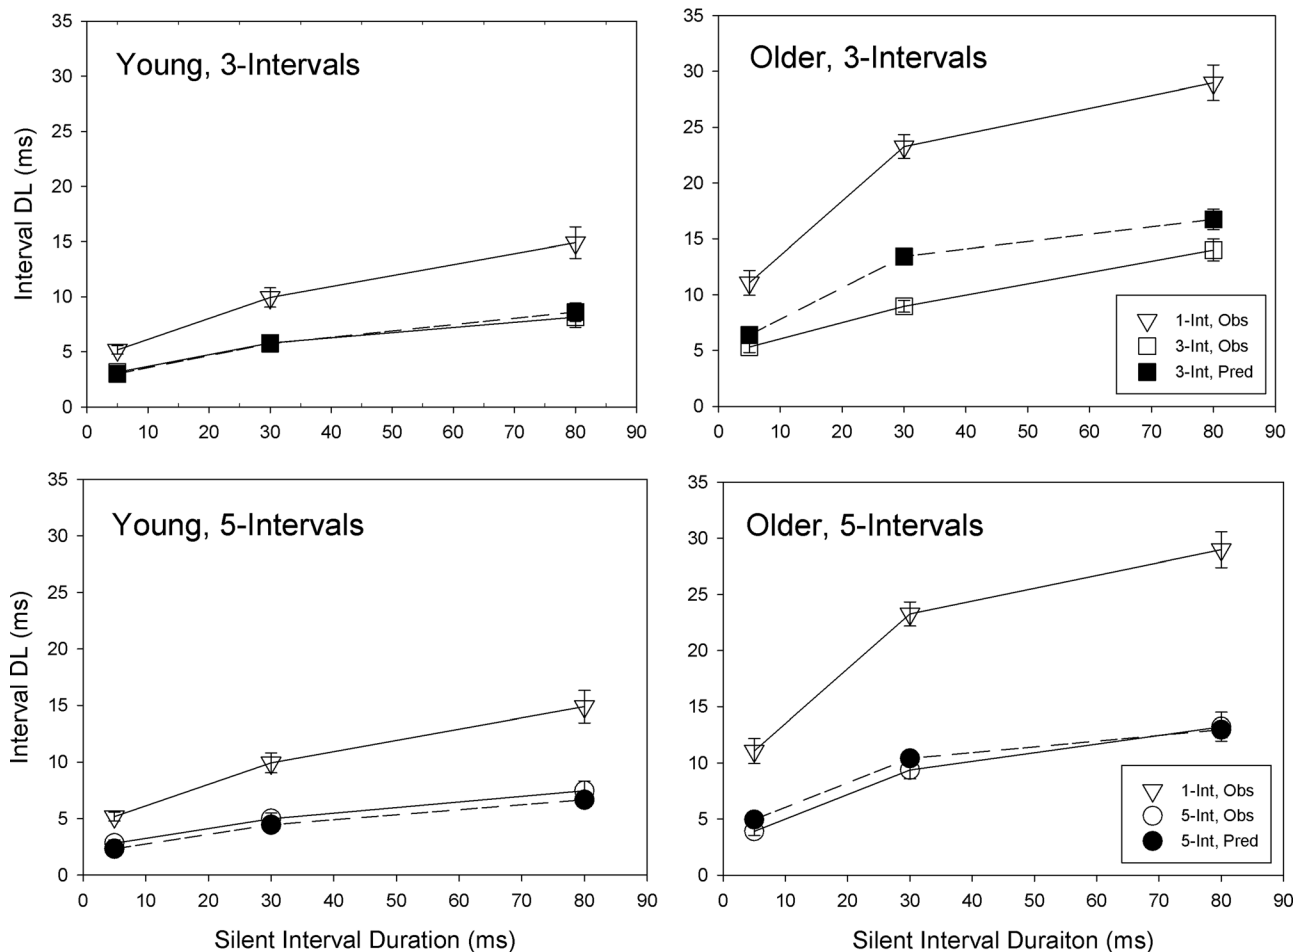 35
30
25
20
15
10
5
0
Interval DL (ms)
Young, 3-Intervals
0 10 20 30 40 50 60 70 80 90
35
30
25
20
15
10
5
0
Older, 3-Intervals
1-Int, Obs
3-Int, Obs
3-Int, Pred
0 10 20 30 40 50 60 70 80 90
35
30
25
20
15
10
5
0
Interval DL (ms)
Young, 5-Intervals
0 10 20 30 40 50 60 70 80 90
Silent Interval Duration (ms)
35
30
25
20
15
10
5
0
Older, 5-Intervals
1-Int, Obs
5-Int, Obs
5-Int, Pred
0 10 20 30 40 50 60 70 80 90
Silent Interval Duraiton (ms)